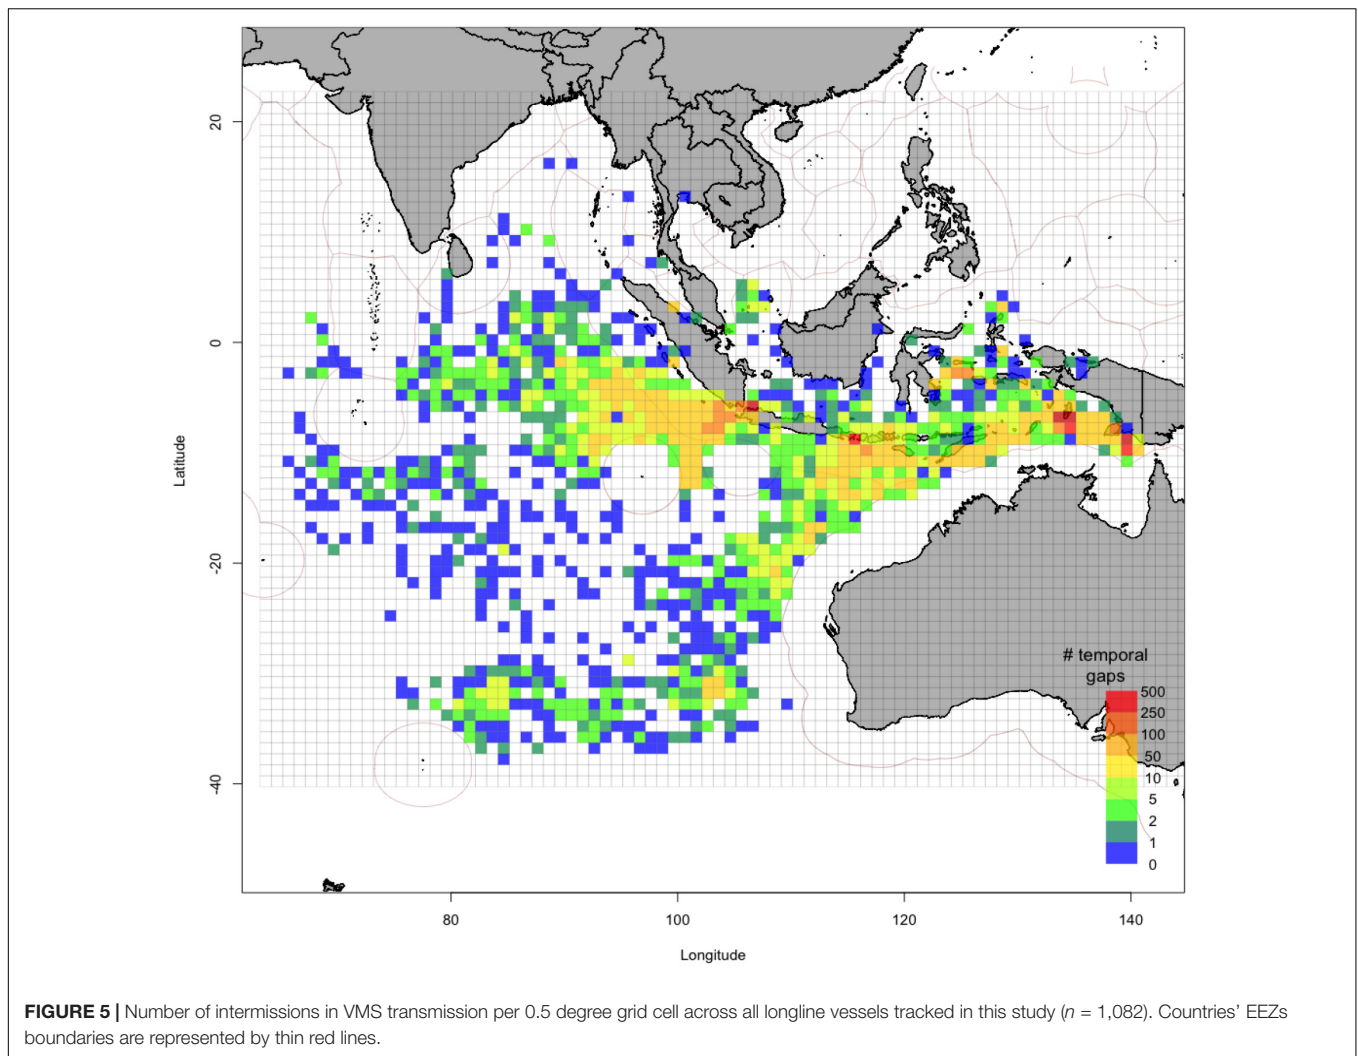 20
0
-20
-40
Latitude
80
100
120
140
Longitude
# temporal
gaps
500
250
100
50
10
5
2
1
0
FIGURE 5 | Number of intermissions in VMS transmission per 0.5 degree grid cell across all longline vessels tracked in this study (n = 1,082). Countries' EEZs
boundaries are represented by thin red lines.